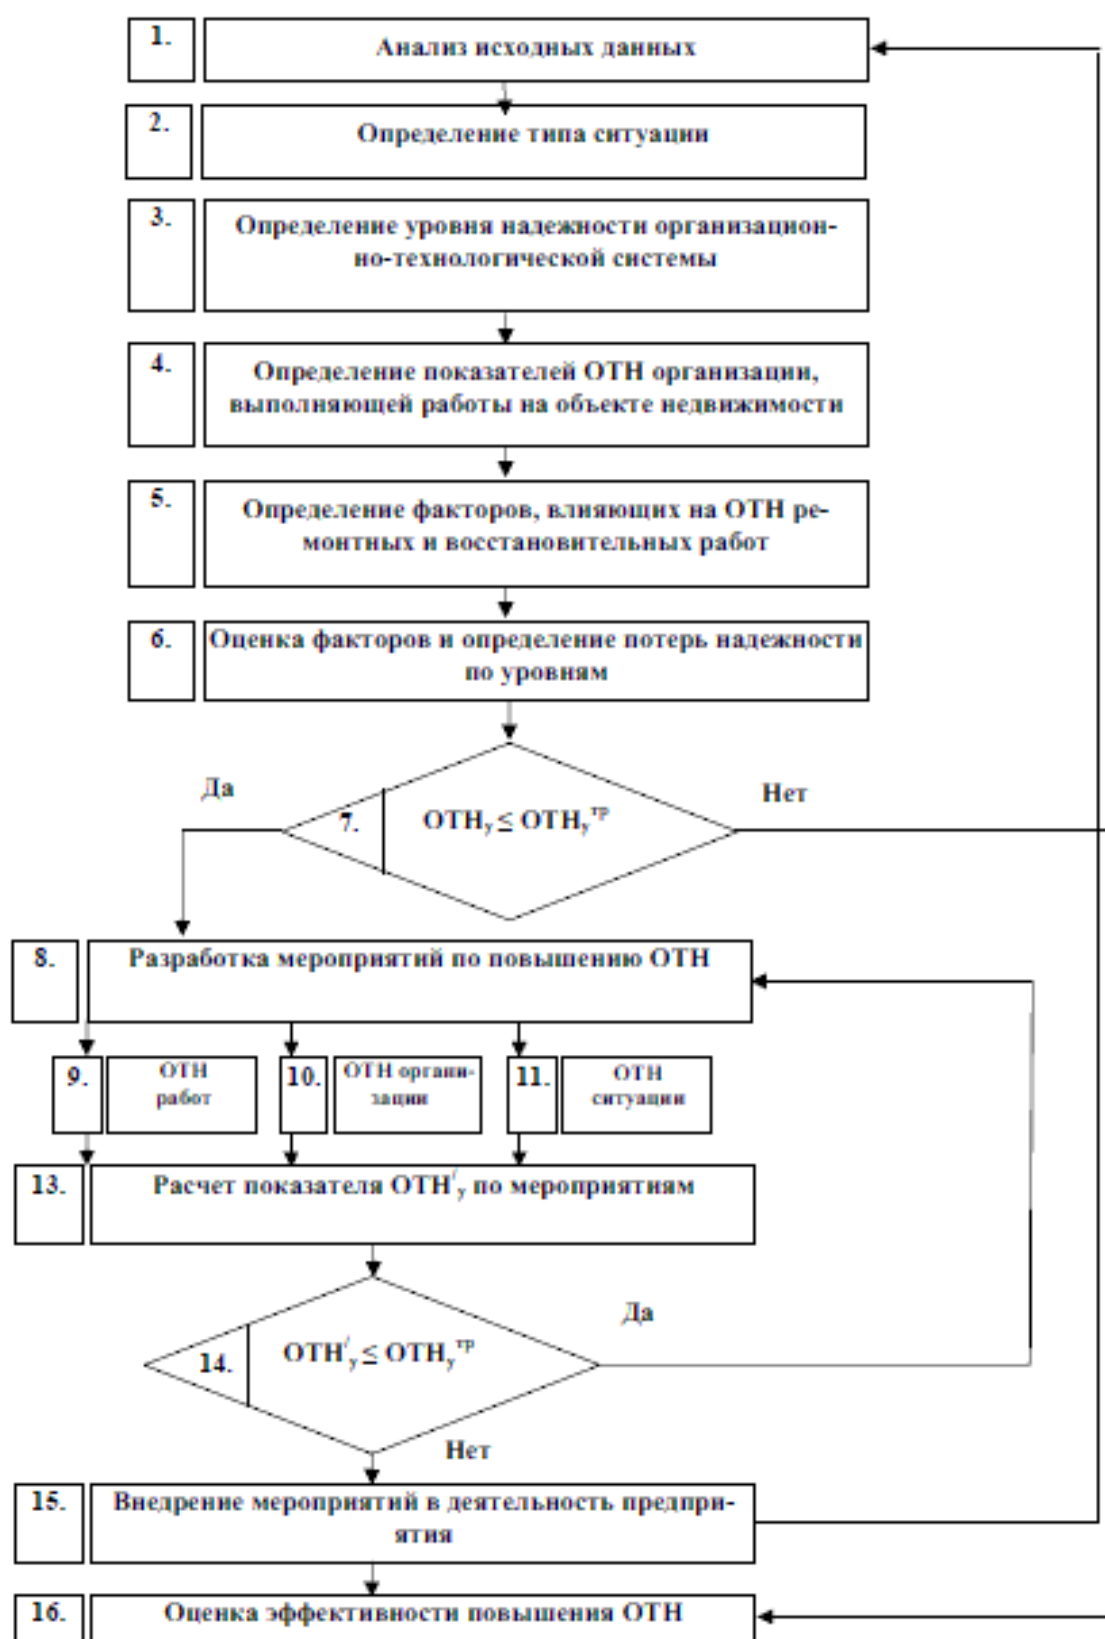 1.
Анализ исходных данных
2.
Определение типа ситуации
3.
Определение уровня надежности организацион-
но-технологической системы
4.
Определение показателей ОТН организации,
выполняющей работы на объекте недвижимости
5.
Определение факторов, влияющих на ОТН ре-
монтных и восстановительных работ
6.
Оценка факторов и определение потерь надежности
по уровням
Да
Нет
7.
ОТНу ≤ ОТНуᵀᴾ
8.
Разработка мероприятий по повышению ОТН
9.
ОТН
работ
10.
ОТН органи-
зации
11.
ОТН
ситуации
13.
Расчет показателя ОТН′у по мероприятиям
Да
14.
ОТН′у ≤ ОТНуᵀᴾ
Нет
15.
Внедрение мероприятий в деятельность предпри-
ятия
16.
Оценка эффективности повышения ОТН